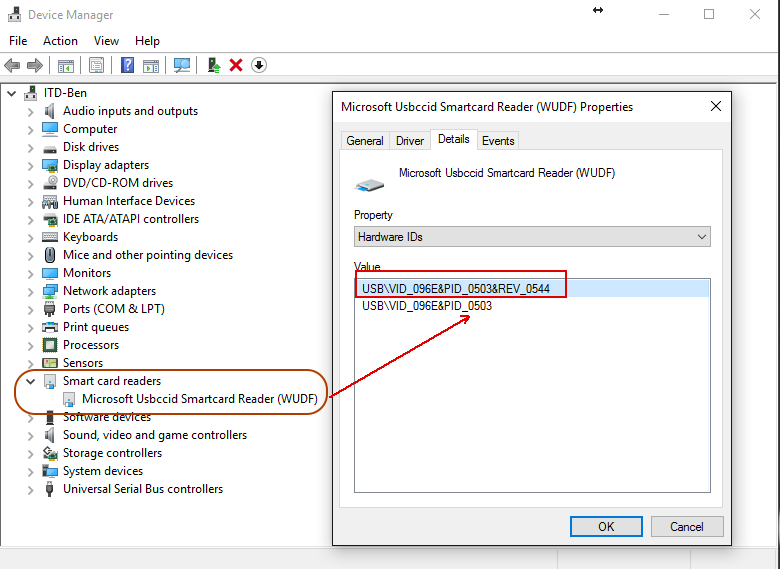 Device Manager
File Action View Help
ITD-Ben
Audio inputs and outputs
Computer
Disk drives
Display adapters
DVD/CD-ROM drives
Human Interface Devices
IDE ATA/ATAPI controllers
Keyboards
Mice and other pointing devices
Monitors
Network adapters
Ports (COM & LPT)
Print queues
Processors
Sensors
Smart card readers
Microsoft Usbccid Smartcard Reader (WUDF)
Software devices
Sound, video and game controllers
Storage controllers
System devices
Universal Serial Bus controllers
Microsoft Usbccid Smartcard Reader (WUDF) Properties
General Driver Details Events
Microsoft Usbccid Smartcard Reader (WUDF)
Property
Hardware IDs
Value
USB\VID_096E&PID_0503&REV_0544
USB\VID_096E&PID_0503
OK Cancel